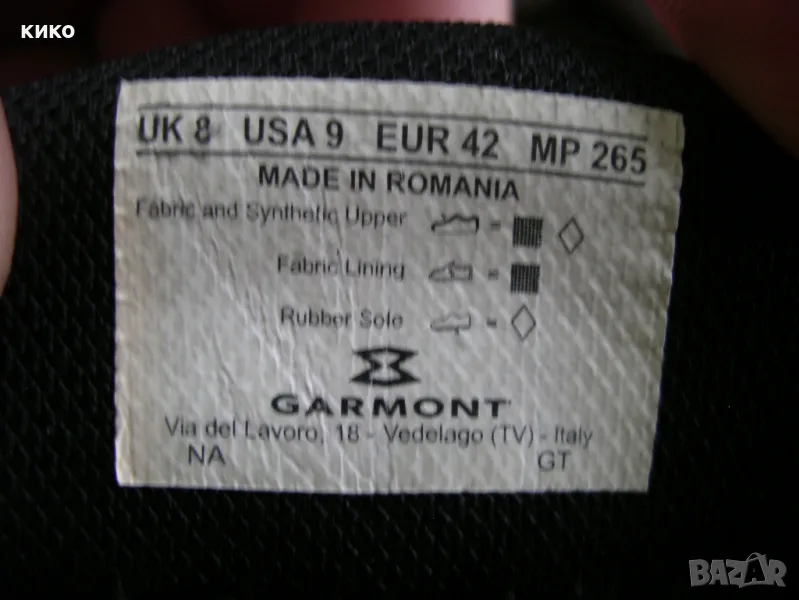 кико
UK 8 USA 9 EUR 42 MP 265
MADE IN ROMANIA
Fabric and Synthetic Upper =
Fabric Lining =
Rubber Sole =
GARMONT
Via del Lavoro, 18 - Vedelago (TV) - Italy
NA GT
BAZAR